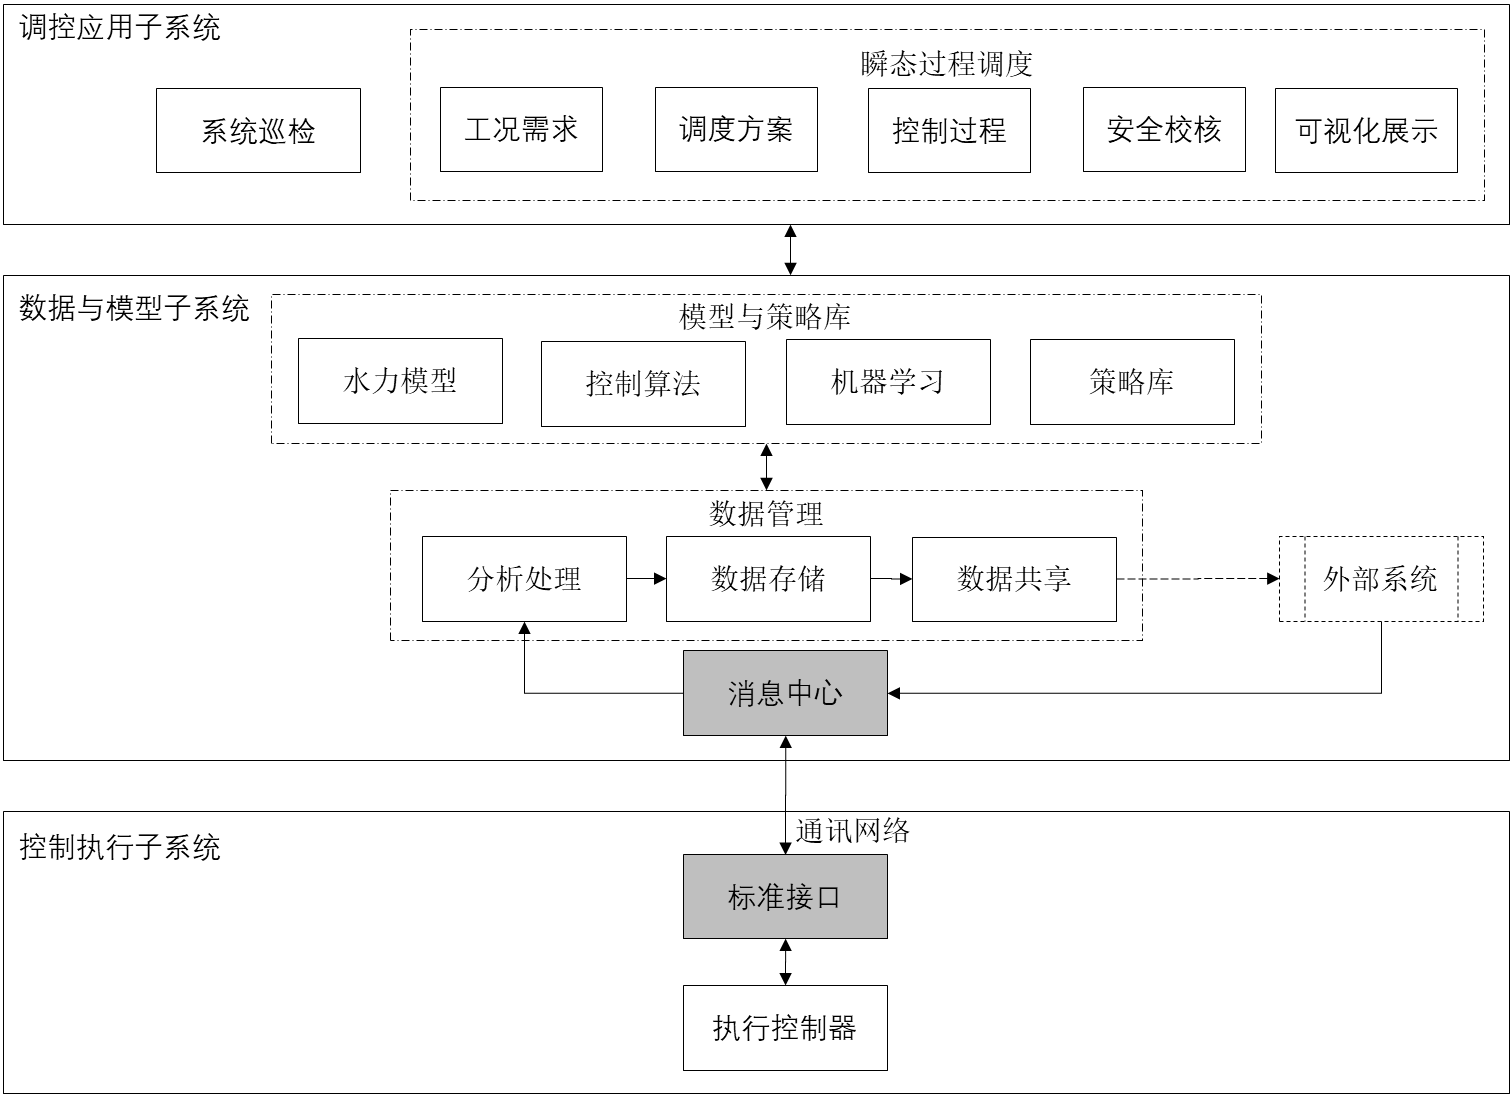 调控应用子系统
瞬态过程调度
系统巡检
工况需求
调度方案
控制过程
安全校核
可视化展示
数据与模型子系统
模型与策略库
水力模型
控制算法
机器学习
策略库
数据管理
分析处理
数据存储
数据共享
外部系统
消息中心
通讯网络
控制执行子系统
标准接口
执行控制器